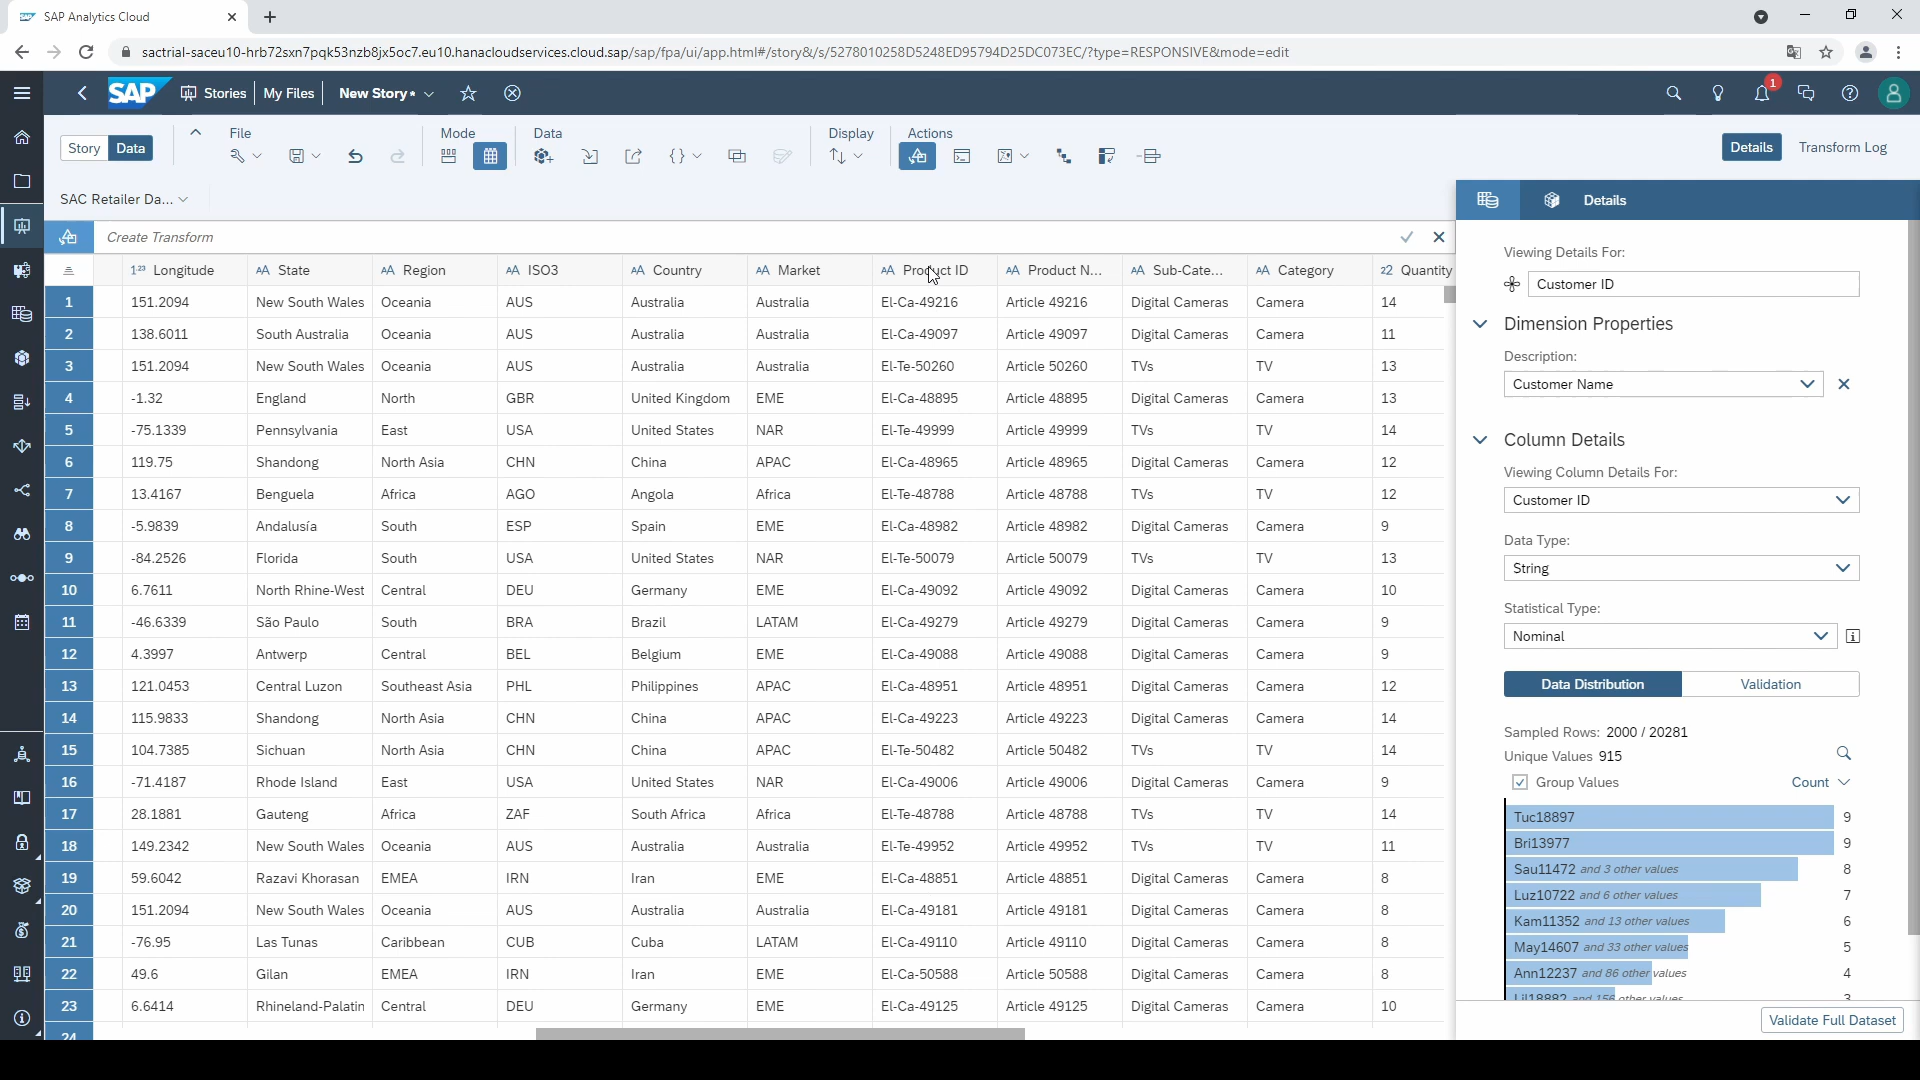 SAP Analytics Cloud
sactrial-saceu10-hrb72sxn7pqk53nzb8jx5oc7.eu10.hanacloudservices.cloud.sap/sap/fpa/ui/app.html#/story&/s/5278010258D5248ED95794D25DC073EC/?type=RESPONSIVE&mode=edit
SAP Stories My Files New Story* 1
File Mode Data Display Actions
Story Data Details Transform Log
SAC Retailer Da... Details
Create Transform
Longitude State Region ISO3 Country Market Product ID Product N... Sub-Cate... Category Quantity
1 151.2094 New South Wales Oceania AUS Australia Australia El-Ca-49216 Article 49216 Digital Cameras Camera 14
2 138.6011 South Australia Oceania AUS Australia Australia El-Ca-49097 Article 49097 Digital Cameras Camera 11
3 151.2094 New South Wales Oceania AUS Australia Australia El-Te-50260 Article 50260 TVs TV 13
4 -1.32 England North GBR United Kingdom EME El-Ca-48895 Article 48895 Digital Cameras Camera 13
5 -75.1339 Pennsylvania East USA United States NAR El-Te-49999 Article 49999 TVs TV 14
6 119.75 Shandong North Asia CHN China APAC El-Ca-48965 Article 48965 Digital Cameras Camera 12
7 13.4167 Benguela Africa AGO Angola Africa El-Te-48788 Article 48788 TVs TV 12
8 -5.9839 Andalusía South ESP Spain EME El-Ca-48982 Article 48982 Digital Cameras Camera 9
9 -84.2526 Florida South USA United States NAR El-Te-50079 Article 50079 TVs TV 13
10 6.7611 North Rhine-West Central DEU Germany EME El-Ca-49092 Article 49092 Digital Cameras Camera 10
11 -46.6339 São Paulo South BRA Brazil LATAM El-Ca-49279 Article 49279 Digital Cameras Camera 9
12 4.3997 Antwerp Central BEL Belgium EME El-Ca-49088 Article 49088 Digital Cameras Camera 9
13 121.0453 Central Luzon Southeast Asia PHL Philippines APAC El-Ca-48951 Article 48951 Digital Cameras Camera 12
14 115.9833 Shandong North Asia CHN China APAC El-Ca-49223 Article 49223 Digital Cameras Camera 14
15 104.7385 Sichuan North Asia CHN China APAC El-Te-50482 Article 50482 TVs TV 14
16 -71.4187 Rhode Island East USA United States NAR El-Ca-49006 Article 49006 Digital Cameras Camera 9
17 28.1881 Gauteng Africa ZAF South Africa Africa El-Te-48788 Article 48788 TVs TV 14
18 149.2342 New South Wales Oceania AUS Australia Australia El-Te-49952 Article 49952 TVs TV 11
19 59.6042 Razavi Khorasan EMEA IRN Iran EME El-Ca-48851 Article 48851 Digital Cameras Camera 8
20 151.2094 New South Wales Oceania AUS Australia Australia El-Ca-49181 Article 49181 Digital Cameras Camera 8
21 -76.95 Las Tunas Caribbean CUB Cuba LATAM El-Ca-49110 Article 49110 Digital Cameras Camera 8
22 49.6 Gilan EMEA IRN Iran EME El-Ca-50588 Article 50588 Digital Cameras Camera 8
23 6.6414 Rhineland-Palatin Central DEU Germany EME El-Ca-49125 Article 49125 Digital Cameras Camera 10
24
Viewing Details For:
Customer ID
Dimension Properties
Description:
Customer Name
Column Details
Viewing Column Details For:
Customer ID
Data Type:
String
Statistical Type:
Nominal
Data Distribution Validation
Sampled Rows: 2000 / 20281
Unique Values 915
Group Values Count
Tuc18897 9
Bri13977 9
Sau11472 and 3 other values 8
Luz10722 and 6 other values 7
Kam11352 and 13 other values 6
May14607 and 33 other values 5
Ann12237 and 86 other values 4
Lil18882 and 156 other values 3
Validate Full Dataset